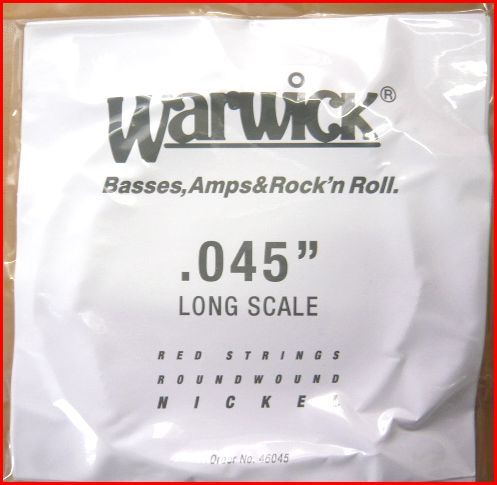 Warwick®
Basses,Amps&Rock'n Roll.
.045”
LONG SCALE
RED STRINGS
ROUNDWOUND
NICKEL
Order No. 46045